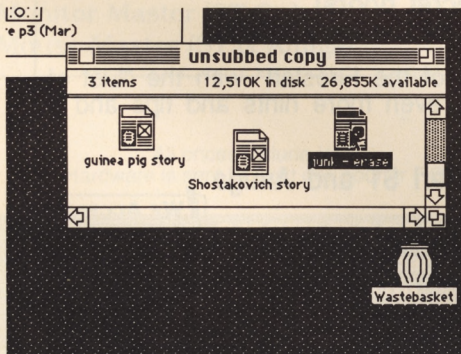 e p3 (Mar)
unsubbed copy
3 items 12,510K in disk 26,855K available
guinea pig story
Shostakovich story
junk - erase
Wastebasket